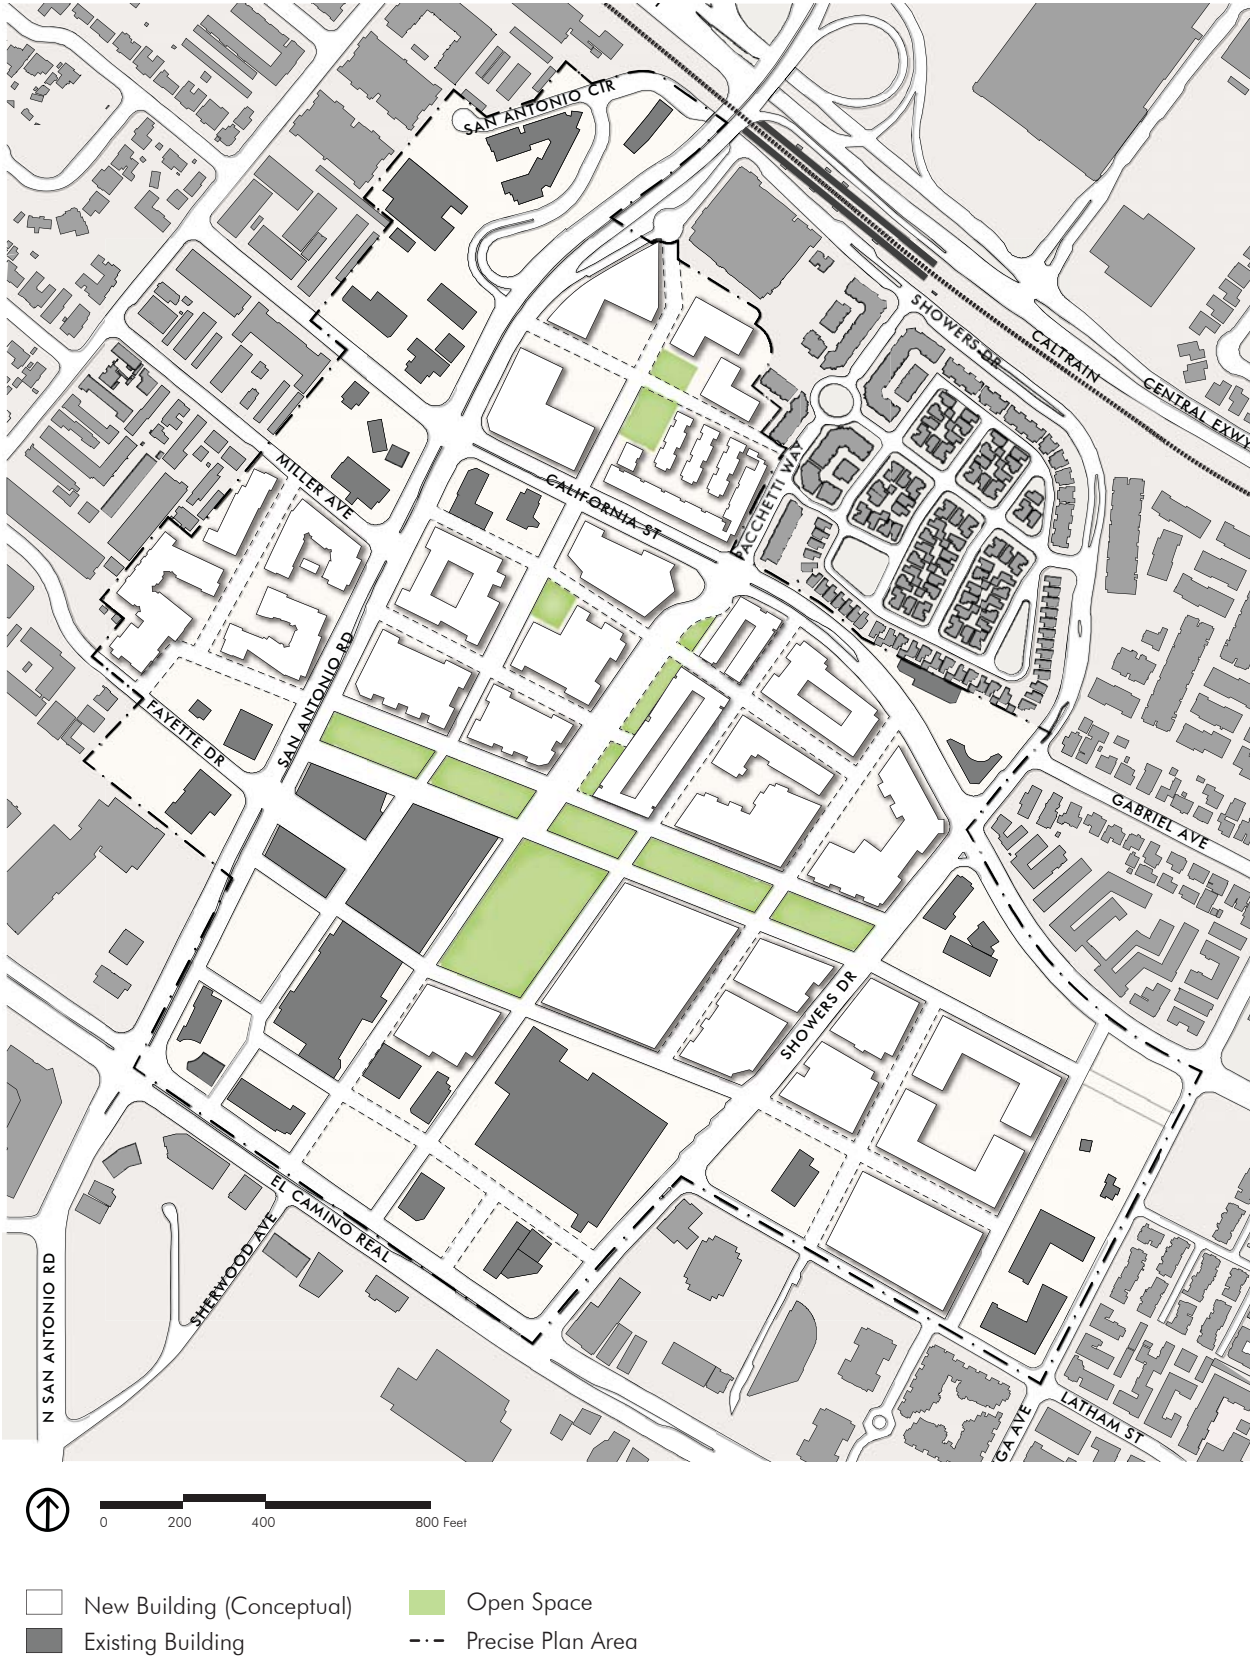 SAN ANTONIO CIR
SHOWERS DR
CALTRAIN
CENTRAL EXWY
MILLER AVE
CALIFORNIA ST
PACCHETTI WAY
SAN ANTONIO RD
FAYETTE DR
GABRIEL AVE
SHOWERS DR
EL CAMINO REAL
SHERWOOD AVE
N SAN ANTONIO RD
LATHAM ST
GA AVE
0 200 400 800 Feet
New Building (Conceptual)
Open Space
Existing Building
Precise Plan Area